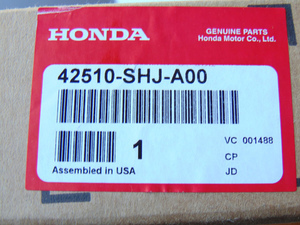 HONDA
GENUINE PARTS
Honda Motor Co., Ltd.
42510-SHJ-A00
1
VC 001488
CP
Assembled in USA
JD